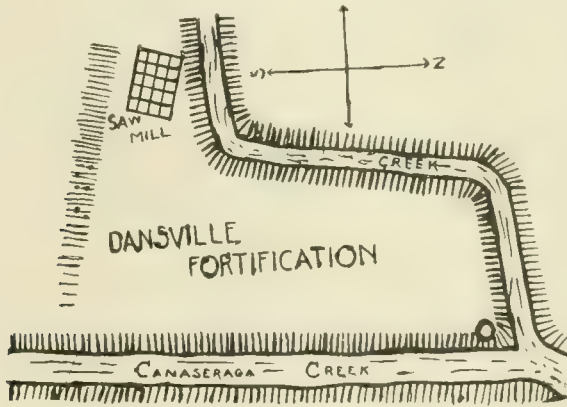 S N
SAW
MILL
CREEK
DANSVILLE
FORTIFICATION
CANASERAGA CREEK